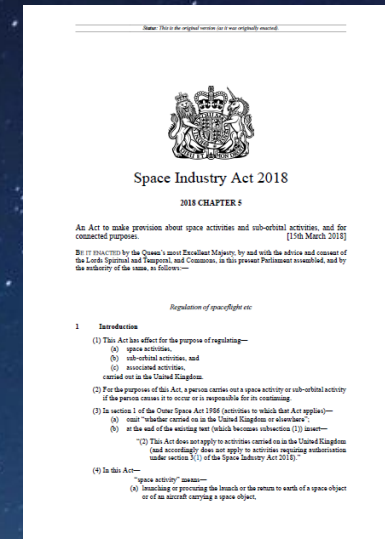 Status: This is the original version (as it was originally enacted).
Space Industry Act 2018
2018 CHAPTER 5
An Act to make provision about space activities and sub-orbital activities, and for
connected purposes. [15th March 2018]
BE IT ENACTED by the Queen's most Excellent Majesty, by and with the advice and consent of
the Lords Spiritual and Temporal, and Commons, in this present Parliament assembled, and by
the authority of the same, as follows:—
Regulation of spaceflight etc
1 Introduction
(1) This Act has effect for the purpose of regulating—
(a) space activities,
(b) sub-orbital activities, and
(c) associated activities,
carried out in the United Kingdom.
(2) For the purposes of this Act, a person carries out a space activity or sub-orbital activity
if the person causes it to occur or is responsible for its continuing.
(3) In section 1 of the Outer Space Act 1986 (activities to which that Act applies)—
(a) omit "whether carried on in the United Kingdom or elsewhere";
(b) at the end of the existing text (which becomes subsection (1)) insert—
"(2) This Act does not apply to activities carried on in the United Kingdom
(and accordingly does not apply to activities requiring authorisation
under section 3(1) of the Space Industry Act 2018)."
(4) In this Act—
"space activity" means—
(a) launching or procuring the launch or the return to earth of a space object
or of an aircraft carrying a space object,